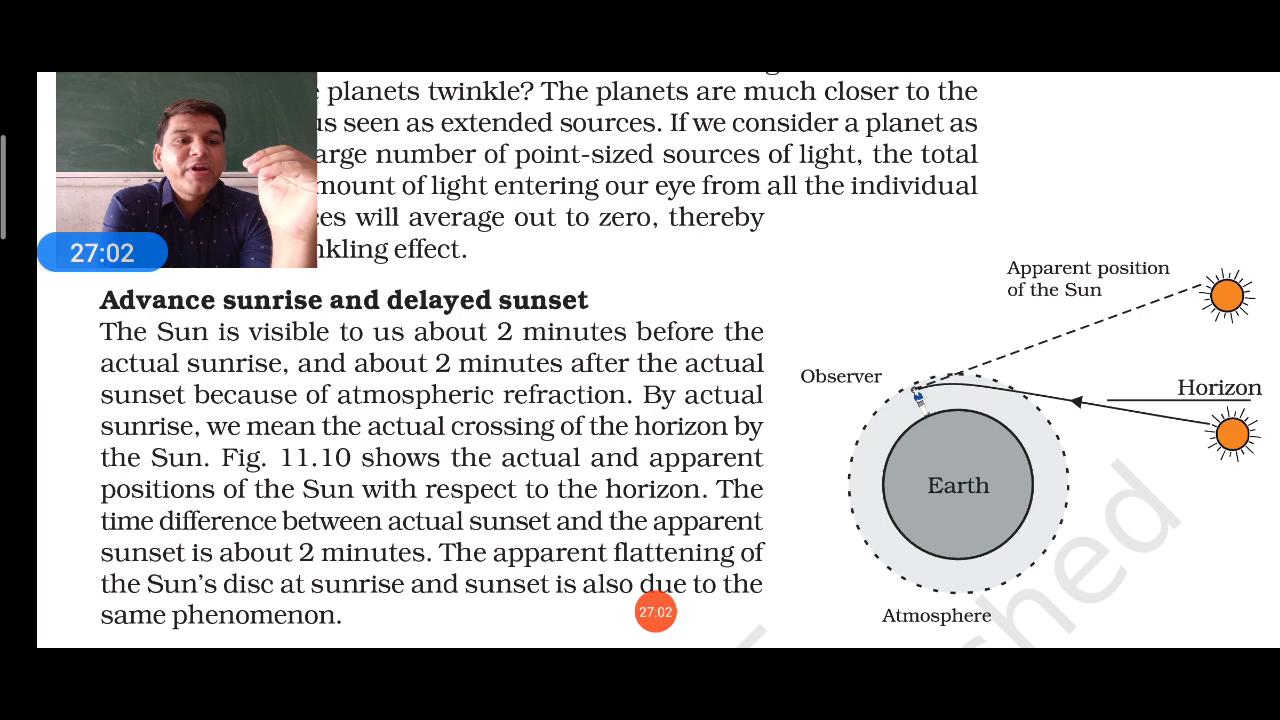 planets twinkle? The planets are much closer to the
us seen as extended sources. If we consider a planet as
arge number of point-sized sources of light, the total
mount of light entering our eye from all the individual
ces will average out to zero, thereby
nkling effect.
27:02
Advance sunrise and delayed sunset
The Sun is visible to us about 2 minutes before the
actual sunrise, and about 2 minutes after the actual
sunset because of atmospheric refraction. By actual
sunrise, we mean the actual crossing of the horizon by
the Sun. Fig. 11.10 shows the actual and apparent
positions of the Sun with respect to the horizon. The
time difference between actual sunset and the apparent
sunset is about 2 minutes. The apparent flattening of
the Sun's disc at sunrise and sunset is also due to the
same phenomenon.
27:02
Apparent position
of the Sun
Observer
Horizon
Earth
Atmosphere
shed